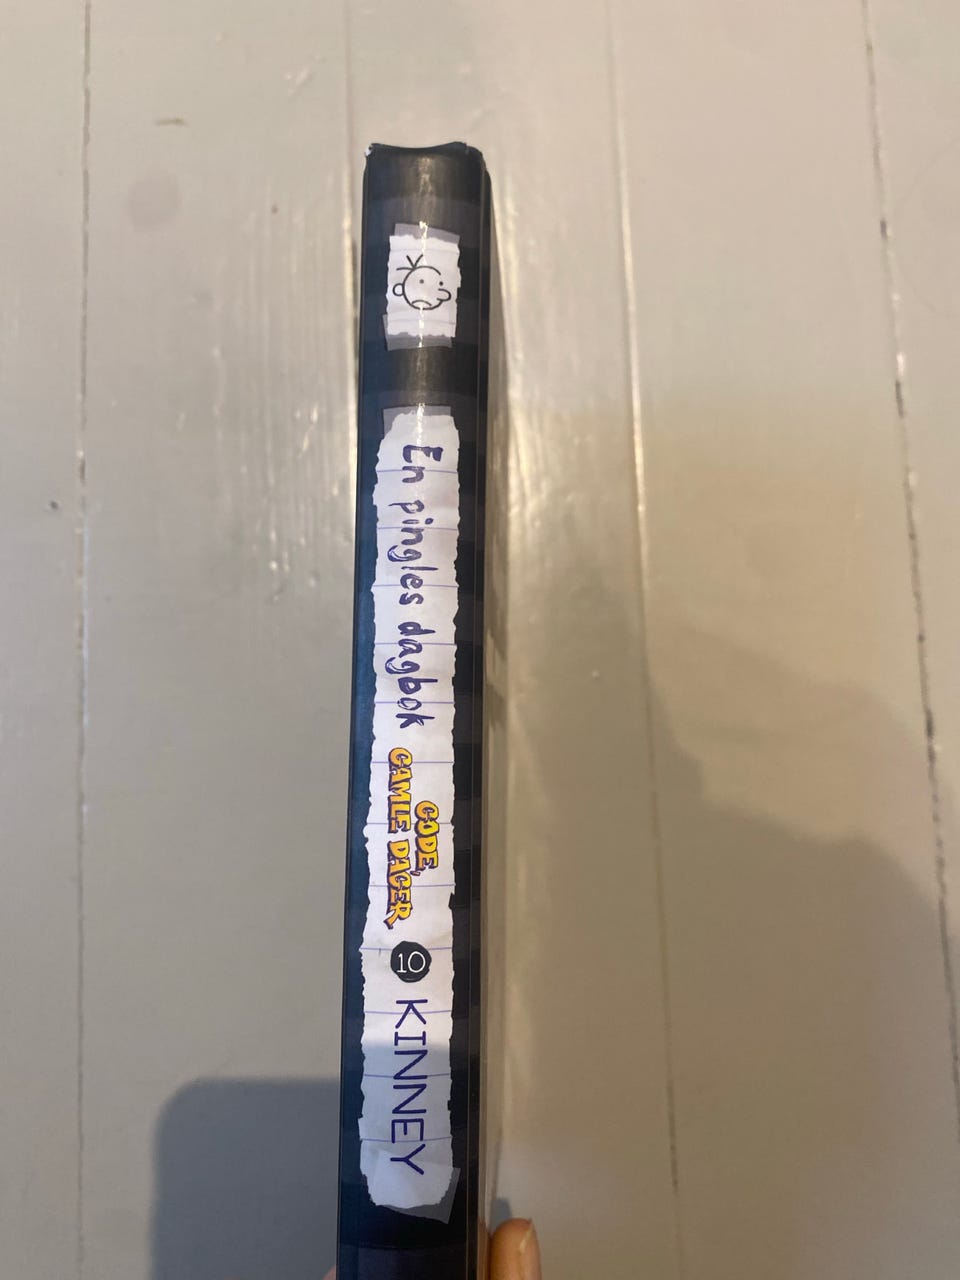 En pingles dagbok
GODE,
GAMLE DAGER
10
KINNEY